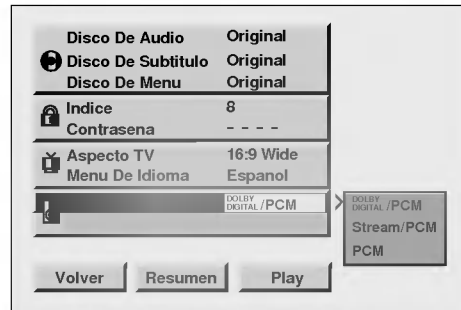 Disco De Audio Original
Disco De Subtitulo Original
Disco De Menu Original
Indice 8
Contrasena - - - -
Aspecto TV 16:9 Wide
Menu De Idioma Espanol
DOLBY DIGITAL /PCM
DOLBY DIGITAL /PCM
Stream/PCM
PCM
Volver Resumen Play